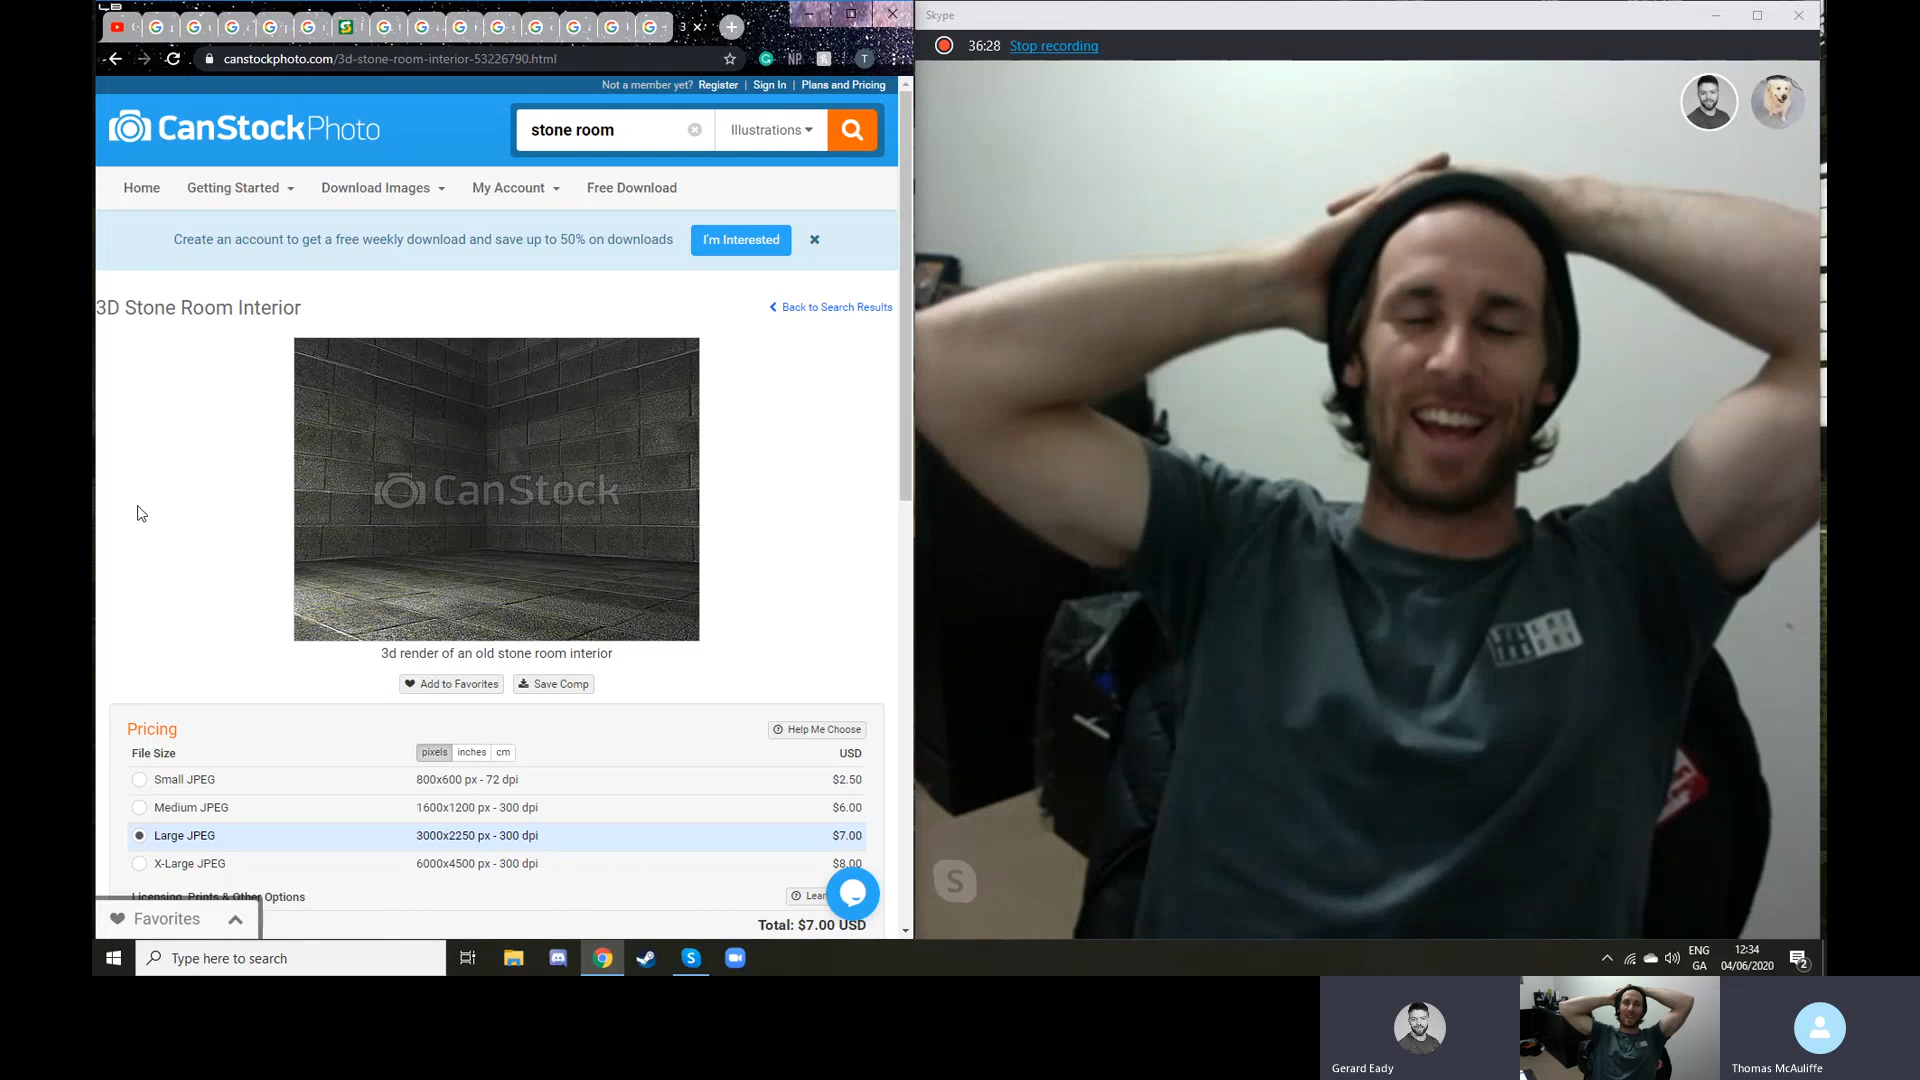 canstockphoto.com/3d-stone-room-interior-53226790.html
NP
T
3
Not a member yet? Register | Sign In | Plans and Pricing
CanStockPhoto
stone room
Illustrations
Home
Getting Started
Download Images
My Account
Free Download
Create an account to get a free weekly download and save up to 50% on downloads
I'm Interested
3D Stone Room Interior
Back to Search Results
CanStock
3d render of an old stone room interior
Add to Favorites
Save Comp
Pricing
Help Me Choose
File Size
pixels inches cm
USD
Small JPEG 800x600 px - 72 dpi $2.50
Medium JPEG 1600x1200 px - 300 dpi $6.00
Large JPEG 3000x2250 px - 300 dpi $7.00
X-Large JPEG 6000x4500 px - 300 dpi $8.00
Licensing, Prints & Other Options
Lear
Total: $7.00 USD
Favorites
Skype
36:28 Stop recording
S
Type here to search
ENG
GA
12:34
04/06/2020
2
Gerard Eady
Thomas McAuliffe